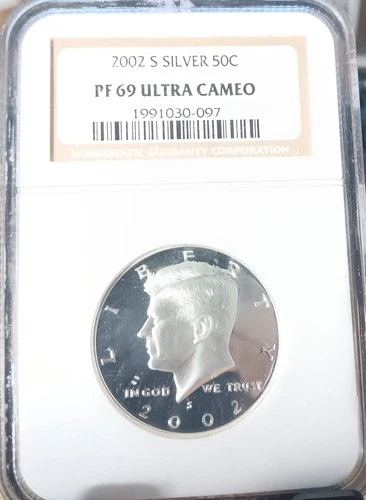 2002 S SILVER 50C
PF 69 ULTRA CAMEO
1991030-097
NUMISMATIC GUARANTY CORPORATION
LIBERTY
IN GOD WE TRUST
S
2002